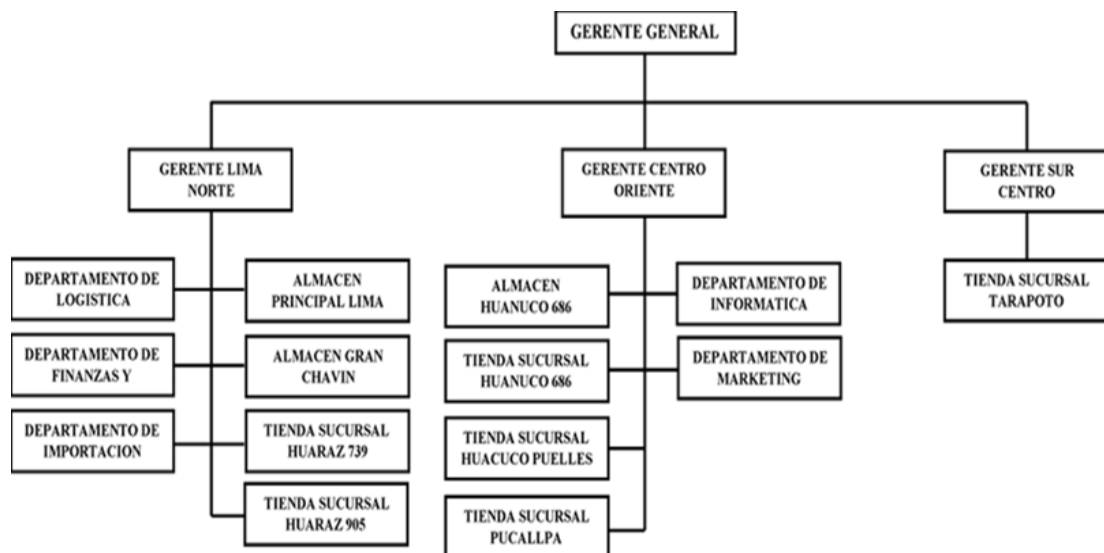 GERENTE GENERAL
GERENTE LIMA
NORTE
GERENTE CENTRO
ORIENTE
GERENTE SUR
CENTRO
DEPARTAMENTO DE
LOGISTICA
ALMACEN
PRINCIPAL LIMA
DEPARTAMENTO DE
FINANZAS Y
ALMACEN GRAN
CHAVIN
DEPARTAMENTO DE
IMPORTACION
TIENDA SUCURSAL
HUARAZ 739
TIENDA SUCURSAL
HUARAZ 905
ALMACEN
HUANUCO 686
DEPARTAMENTO DE
INFORMATICA
TIENDA SUCURSAL
HUANUCO 686
DEPARTAMENTO DE
MARKETING
TIENDA SUCURSAL
HUACUCO PUELLES
TIENDA SUCURSAL
PUCALLPA
TIENDA SUCURSAL
TARAPOTO